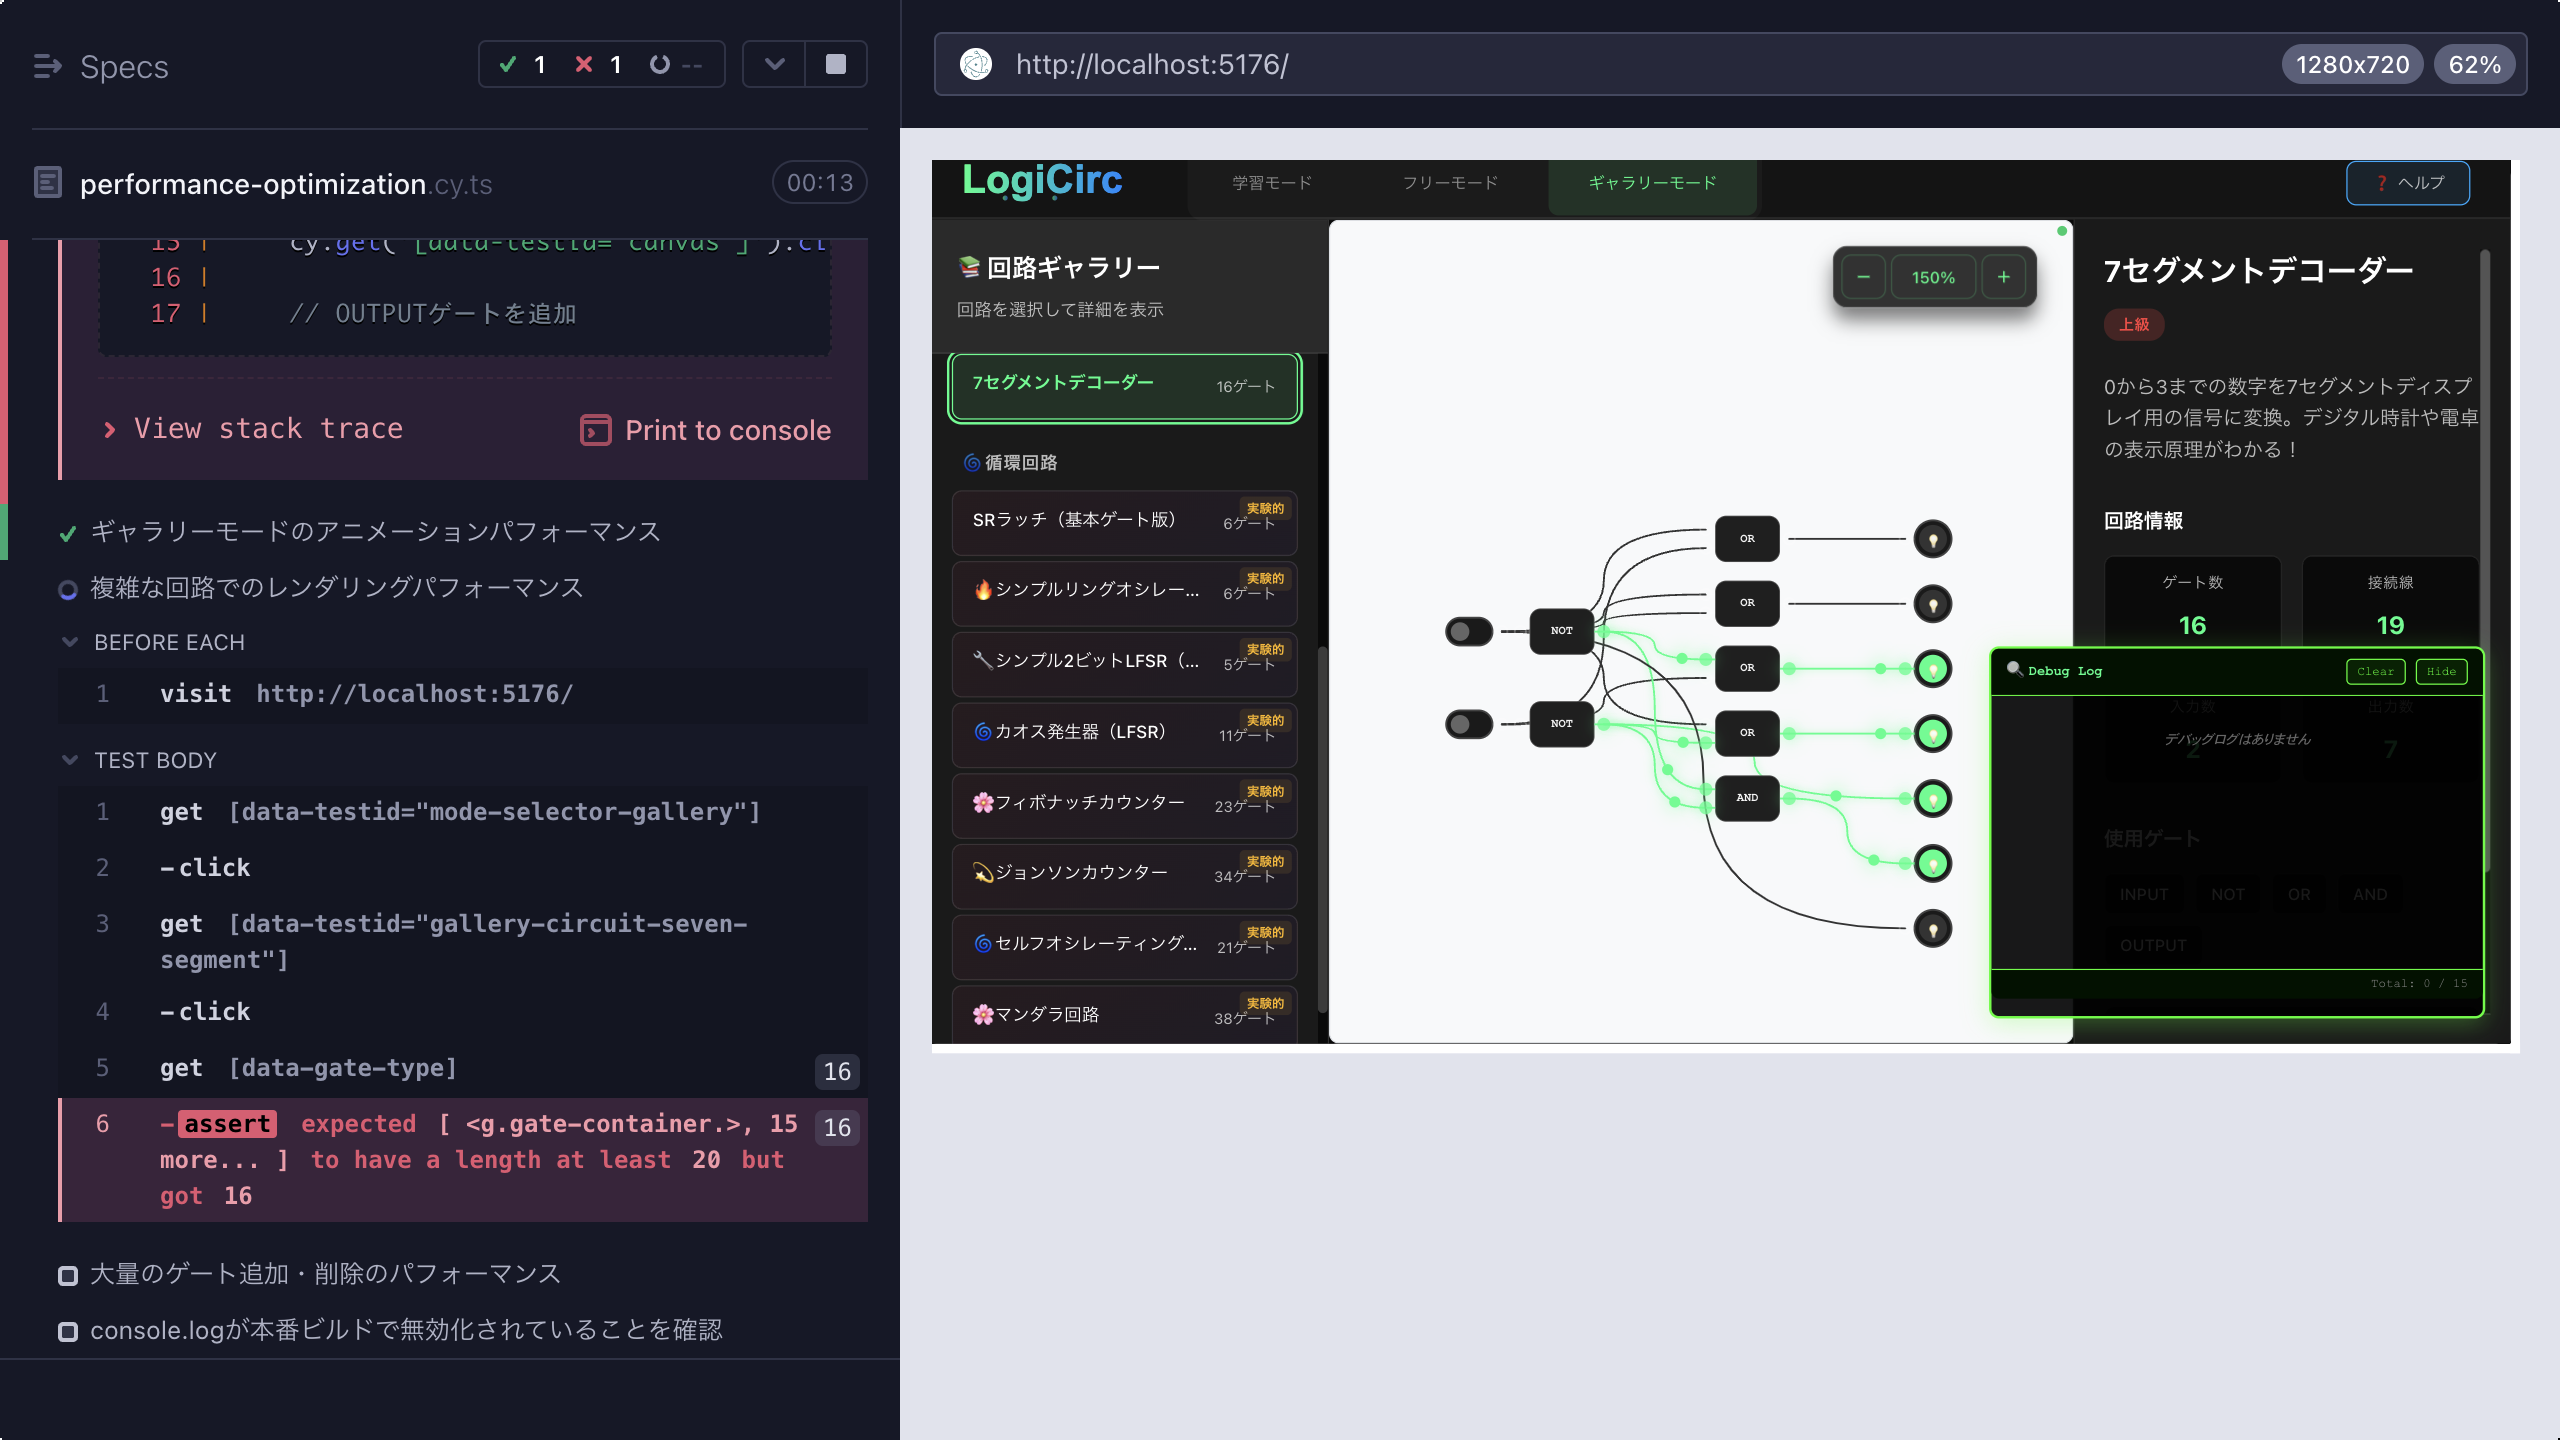 Specs
1
1
--
performance-optimization.cy.ts
00:13
15 | cy.get('[data-testid="canvas"]').cl
16 |
17 | // OUTPUTゲートを追加
View stack trace
Print to console
ギャラリーモードのアニメーションパフォーマンス
複雑な回路でのレンダリングパフォーマンス
BEFORE EACH
1 visit http://localhost:5176/
TEST BODY
1 get [data-testid="mode-selector-gallery"]
2 -click
3 get [data-testid="gallery-circuit-seven-
segment"]
4 -click
5 get [data-gate-type] 16
6 -assert expected [ <g.gate-container.>, 15 16
more... ] to have a length at least 20 but
got 16
大量のゲート追加・削除のパフォーマンス
console.logが本番ビルドで無効化されていることを確認
http://localhost:5176/
1280x720
62%
LogiCirc
学習モード
フリーモード
ギャラリーモード
❓ ヘルプ
📚 回路ギャラリー
回路を選択して詳細を表示
7セグメントデコーダー 16ゲート
🌀 循環回路
実験的
SRラッチ（基本ゲート版） 6ゲート
実験的
🔥シンプルリングオシレー... 6ゲート
実験的
🔧シンプル2ビットLFSR（... 5ゲート
実験的
🌀カオス発生器（LFSR） 11ゲート
実験的
🌸フィボナッチカウンター 23ゲート
実験的
💫ジョンソンカウンター 34ゲート
実験的
🌀セルフオシレーティング... 21ゲート
実験的
🌸マンダラ回路 38ゲート
− 150% +
OR
OR
NOT
OR
NOT
OR
AND
7セグメントデコーダー
上級
0から3までの数字を7セグメントディスプ
レイ用の信号に変換。デジタル時計や電卓
の表示原理がわかる！
回路情報
ゲート数
16
接続線
19
🔍 Debug Log
Clear
Hide
入力数
2
出力数
7
デバッグログはありません
使用ゲート
INPUT
NOT
OR
AND
OUTPUT
Total: 0 / 15